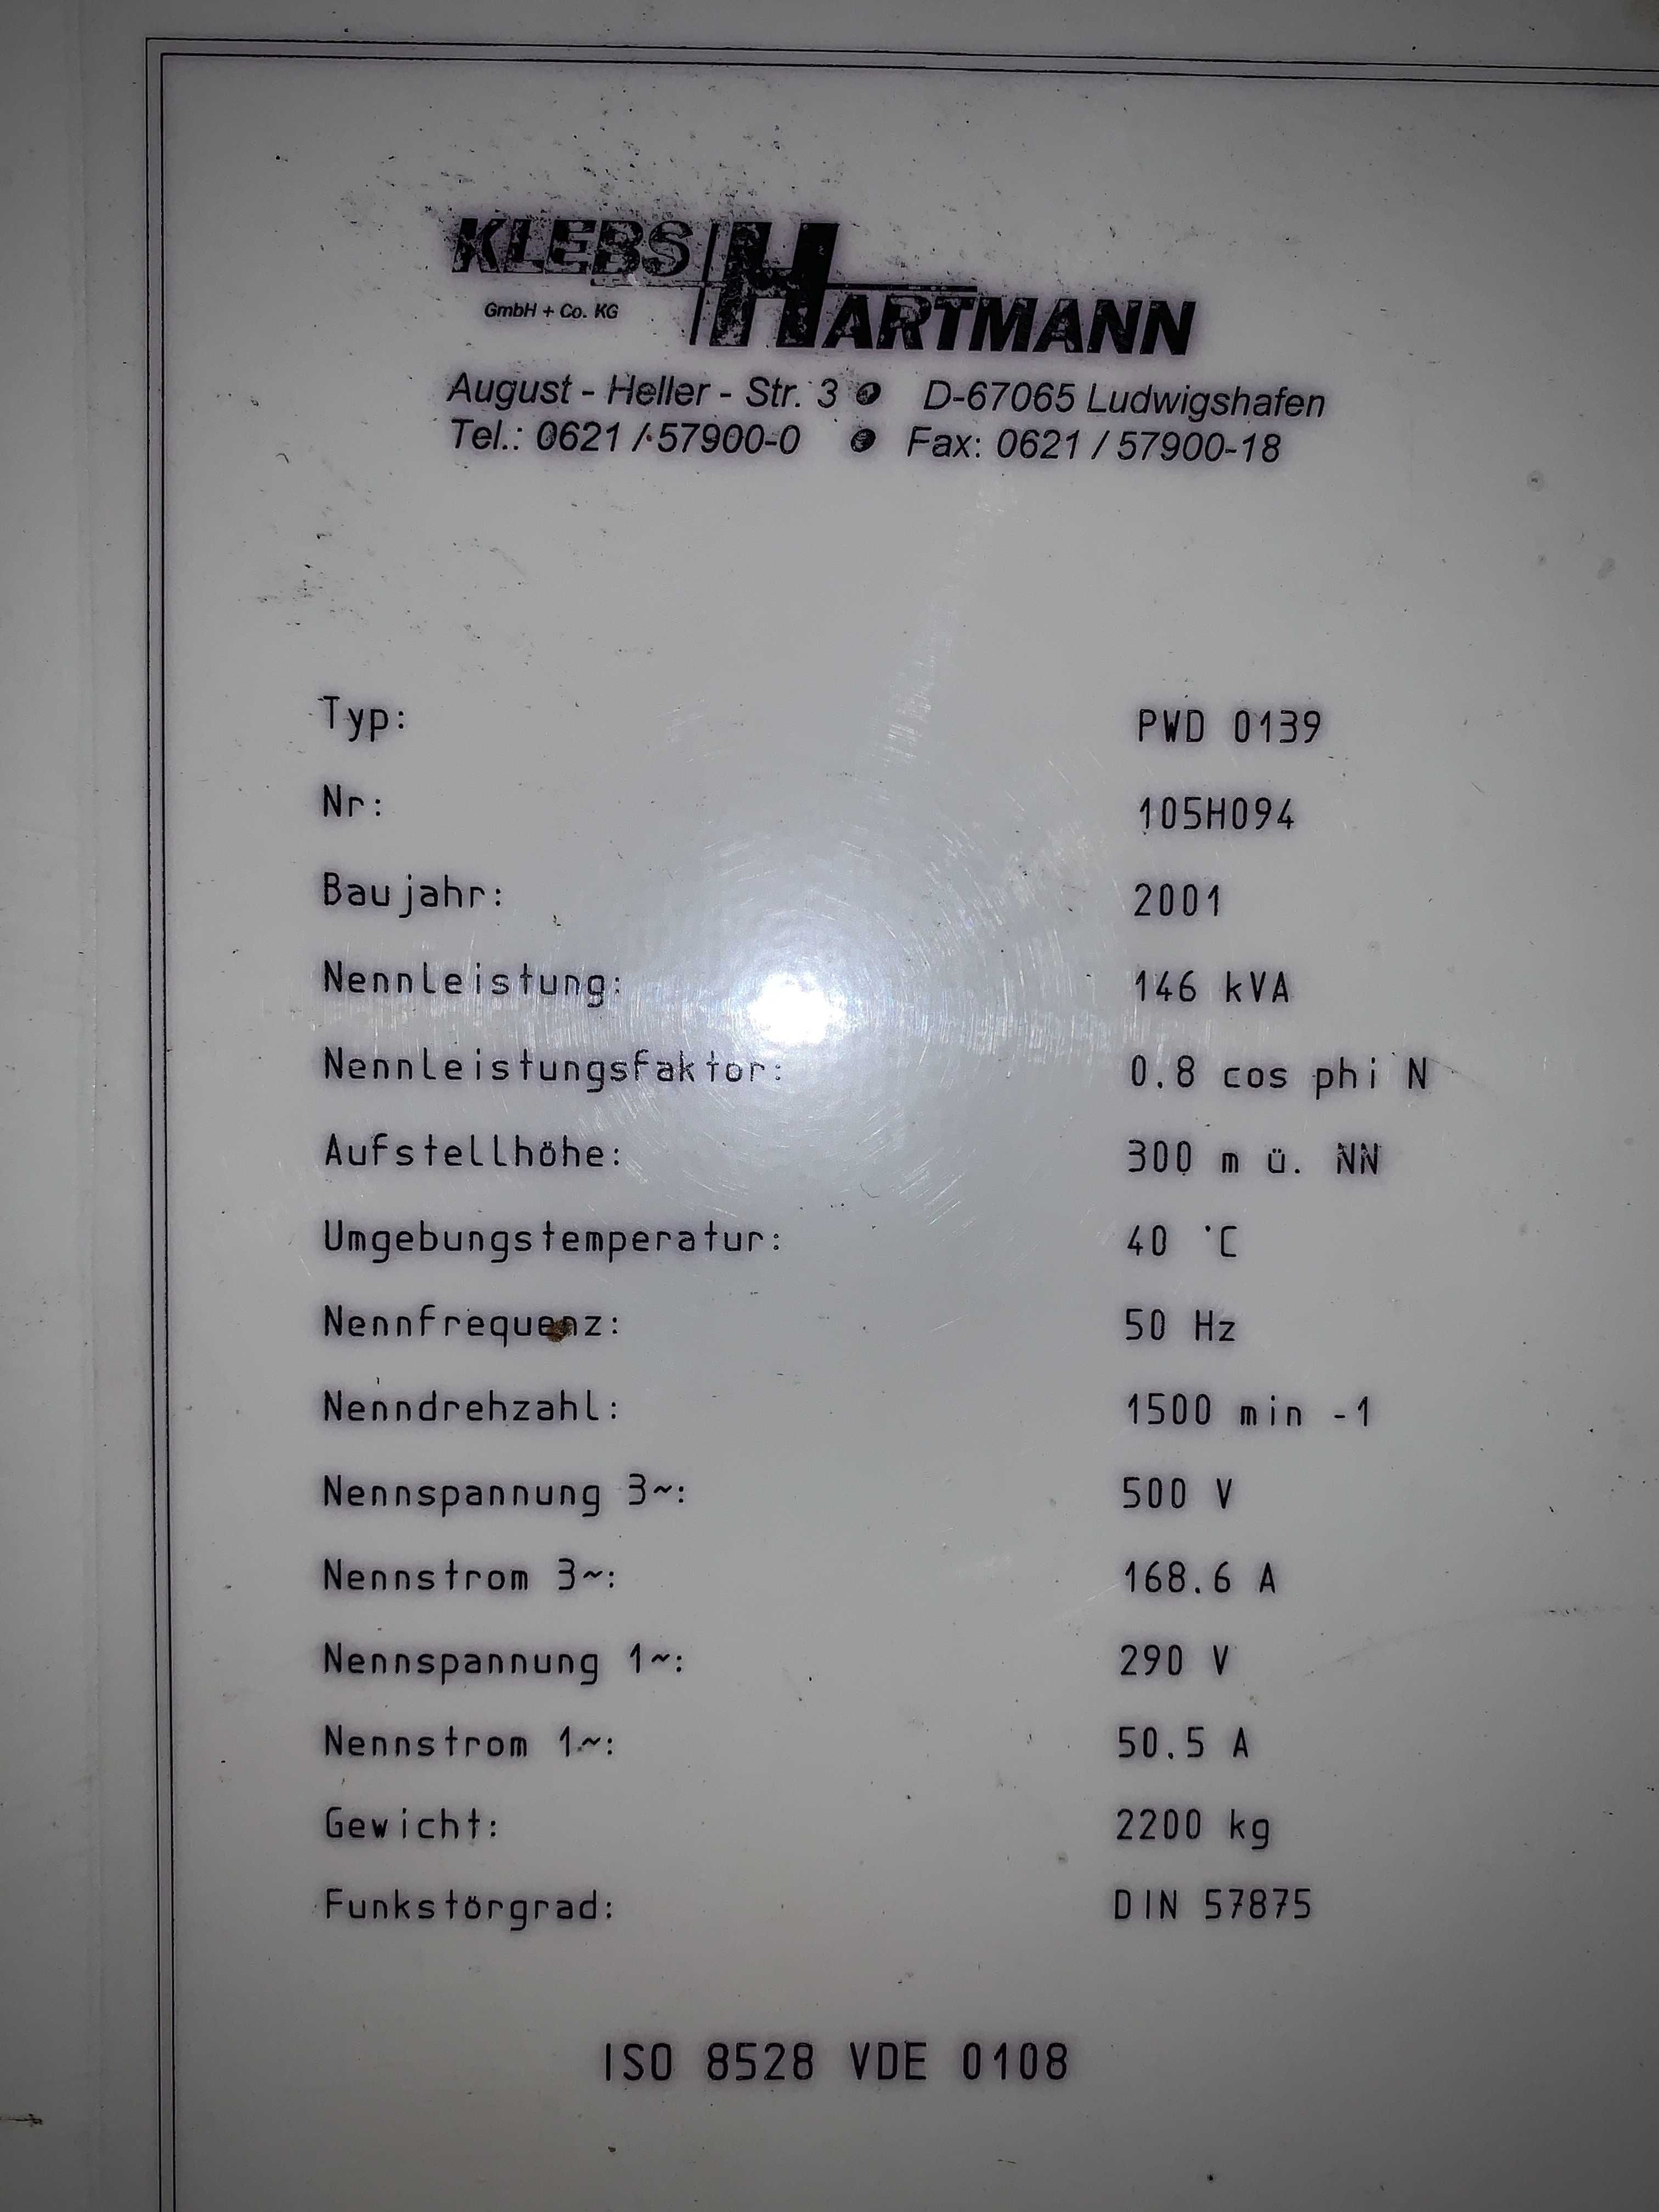 KLEBS HARTMANN
GmbH + Co. KG
August - Heller - Str. 3 • D-67065 Ludwigshafen
Tel.: 0621 / 57900-0 • Fax: 0621 / 57900-18
Typ: PWD 0139
Nr: 105H094
Baujahr: 2001
Nennleistung: 146 kVA
Nennleistungsfaktor: 0.8 cos phi N
Aufstellhöhe: 300 m ü. NN
Umgebungstemperatur: 40 °C
Nennfrequenz: 50 Hz
Nenndrehzahl: 1500 min -1
Nennspannung 3~: 500 V
Nennstrom 3~: 168.6 A
Nennspannung 1~: 290 V
Nennstrom 1~: 50.5 A
Gewicht: 2200 kg
Funkstörgrad: DIN 57875
ISO 8528 VDE 0108